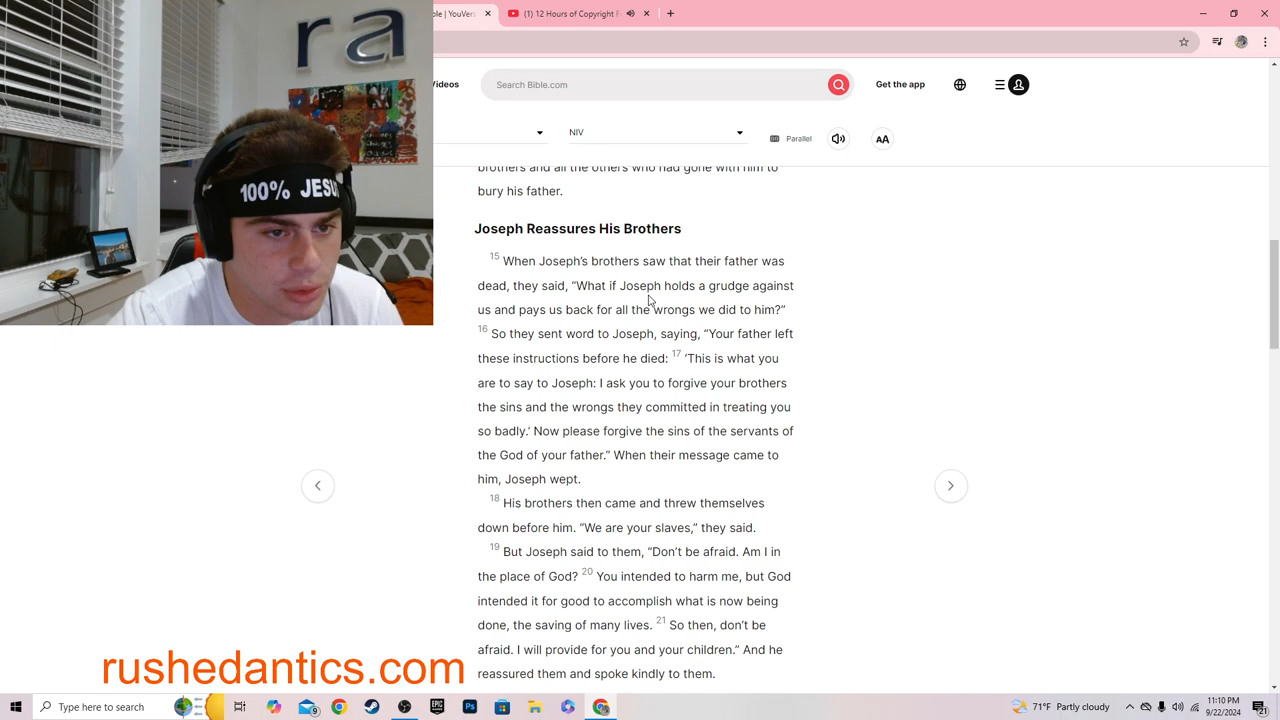 ble | YouVers
(1) 12 Hours of Copyright F
ra
100% JESU
Videos
Search Bible.com
Get the app
NIV
Parallel
AA
brothers and all the others who had gone with him to
bury his father.
Joseph Reassures His Brothers
15 When Joseph’s brothers saw that their father was
dead, they said, “What if Joseph holds a grudge against
us and pays us back for all the wrongs we did to him?”
16 So they sent word to Joseph, saying, “Your father left
these instructions before he died: 17 ‘This is what you
are to say to Joseph: I ask you to forgive your brothers
the sins and the wrongs they committed in treating you
so badly.’ Now please forgive the sins of the servants of
the God of your father.” When their message came to
him, Joseph wept.
18 His brothers then came and threw themselves
down before him. “We are your slaves,” they said.
19 But Joseph said to them, “Don’t be afraid. Am I in
the place of God? 20 You intended to harm me, but God
intended it for good to accomplish what is now being
done, the saving of many lives. 21 So then, don’t be
afraid. I will provide for you and your children.” And he
reassured them and spoke kindly to them.
rushedantics.com
Type here to search
9
EPIC
Ps
71°F Partly cloudy
11:10 PM
9/22/2024